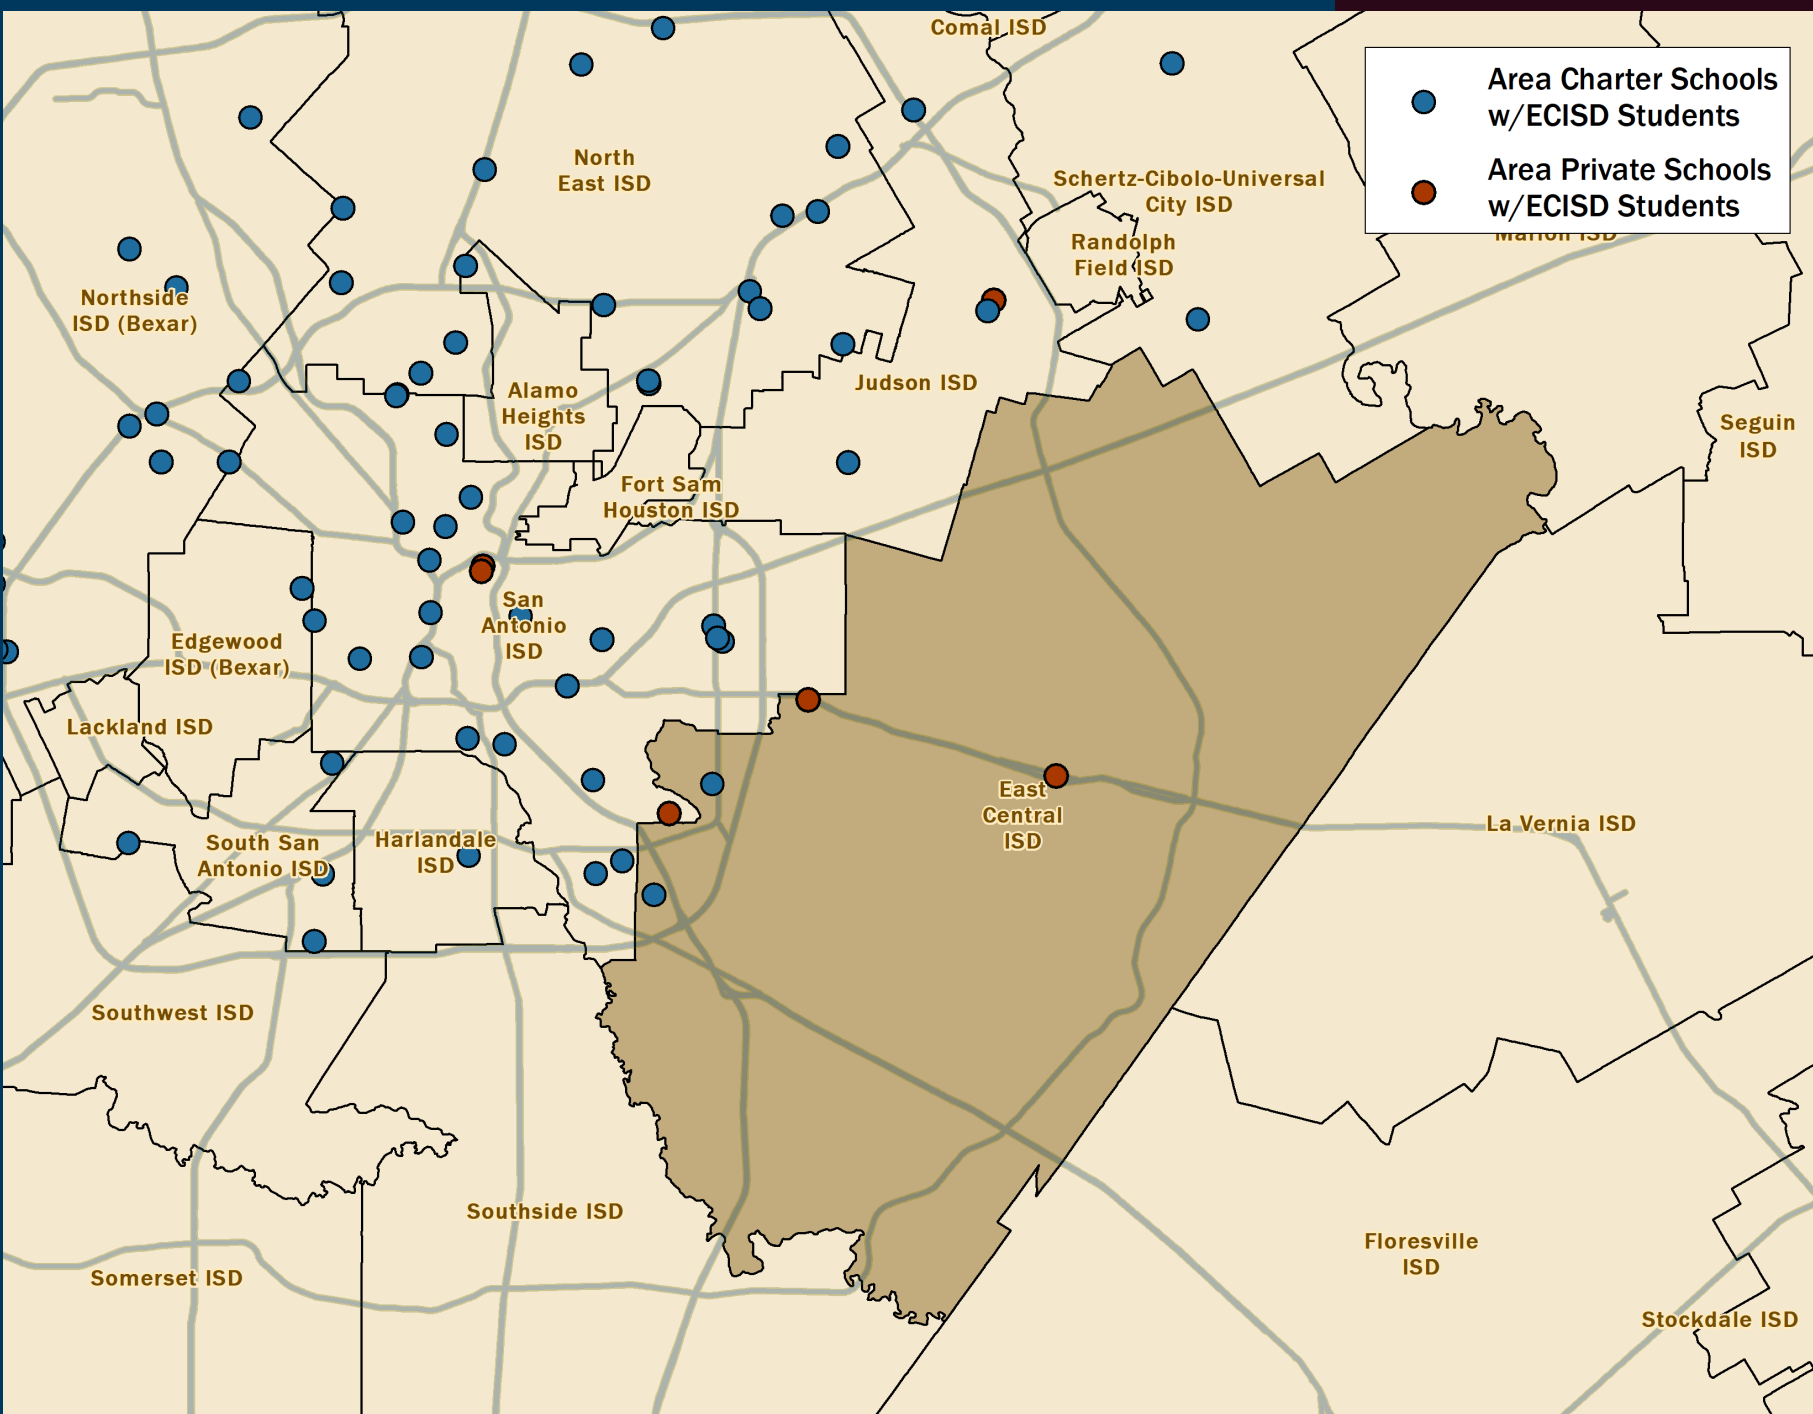 Comal ISD
Area Charter Schools
w/ECISD Students
Area Private Schools
w/ECISD Students
North
East ISD
Schertz-Cibolo-Universal
City ISD
Marion ISD
Randolph
Field ISD
Northside
ISD (Bexar)
Judson ISD
Alamo
Heights
ISD
Seguin
ISD
Fort Sam
Houston ISD
San
Antonio
ISD
Edgewood
ISD (Bexar)
Lackland ISD
East
Central
ISD
La Vernia ISD
South San
Antonio ISD
Harlandale
ISD
Southwest ISD
Southside ISD
Floresville
ISD
Somerset ISD
Stockdale ISD